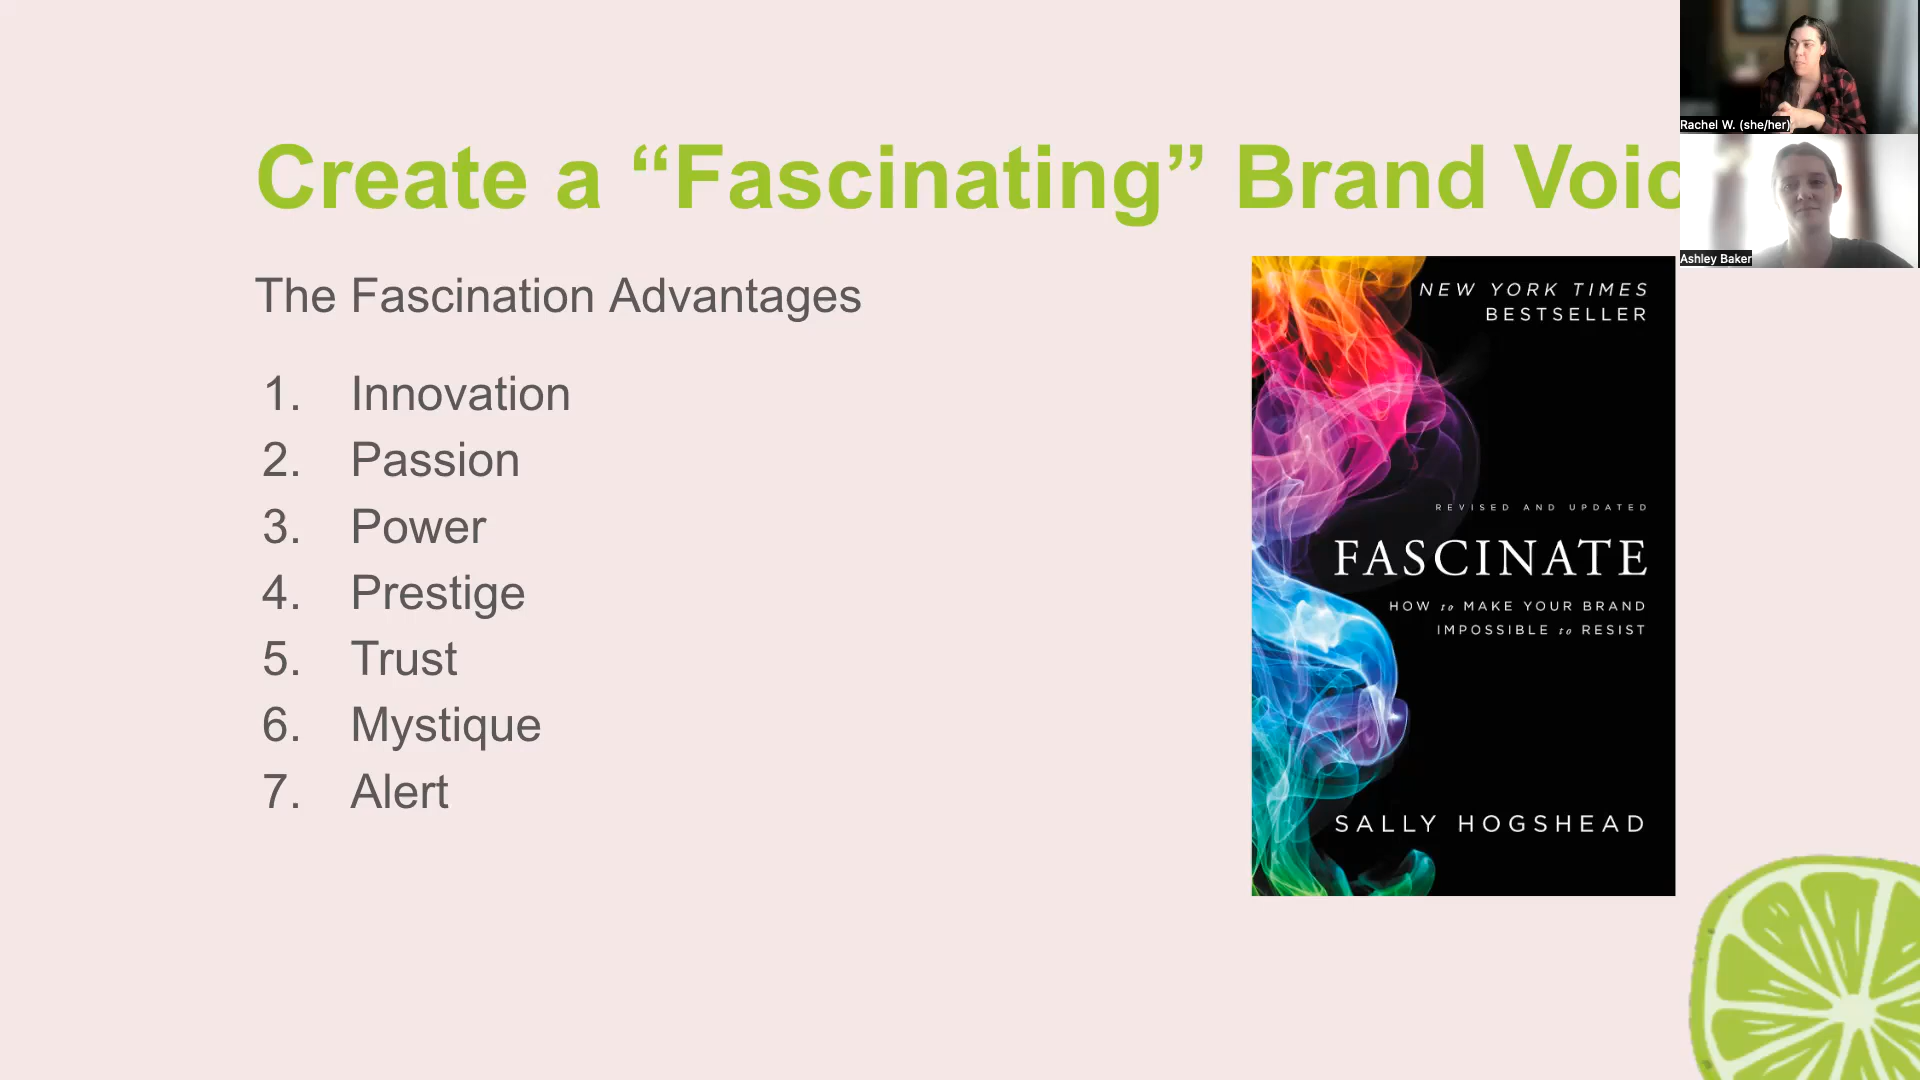 Create a “Fascinating” Brand Voic
The Fascination Advantages
1. Innovation
2. Passion
3. Power
4. Prestige
5. Trust
6. Mystique
7. Alert
NEW YORK TIMES
BESTSELLER
REVISED AND UPDATED
FASCINATE
HOW to MAKE YOUR BRAND
IMPOSSIBLE to RESIST
SALLY HOGSHEAD
Rachel W. (she/her)
Ashley Baker